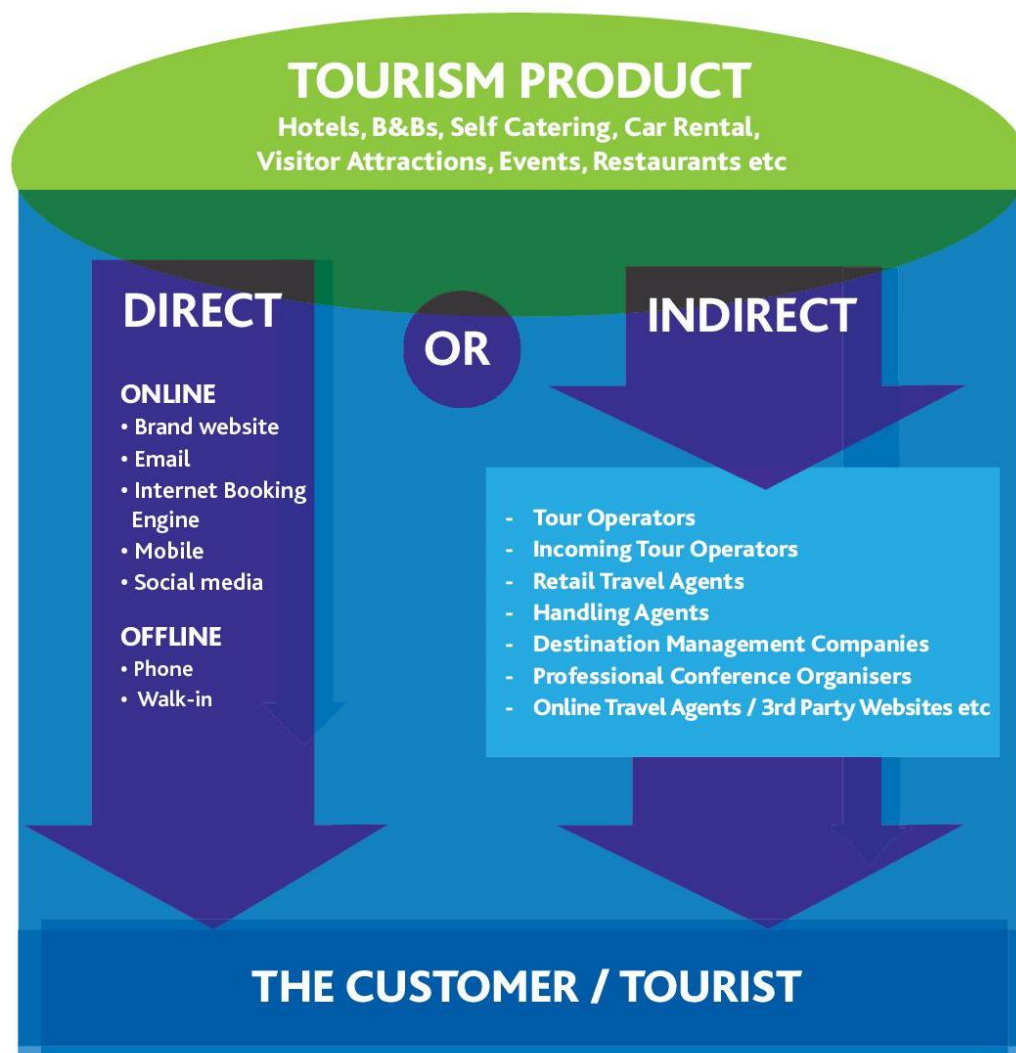 TOURISM PRODUCT
Hotels, B&Bs, Self Catering, Car Rental,
Visitor Attractions, Events, Restaurants etc
DIRECT
ONLINE
• Brand website
• Email
• Internet Booking
Engine
• Mobile
• Social media
OFFLINE
• Phone
• Walk-in
OR
INDIRECT
- Tour Operators
- Incoming Tour Operators
- Retail Travel Agents
- Handling Agents
- Destination Management Companies
- Professional Conference Organisers
- Online Travel Agents / 3rd Party Websites etc
THE CUSTOMER / TOURIST